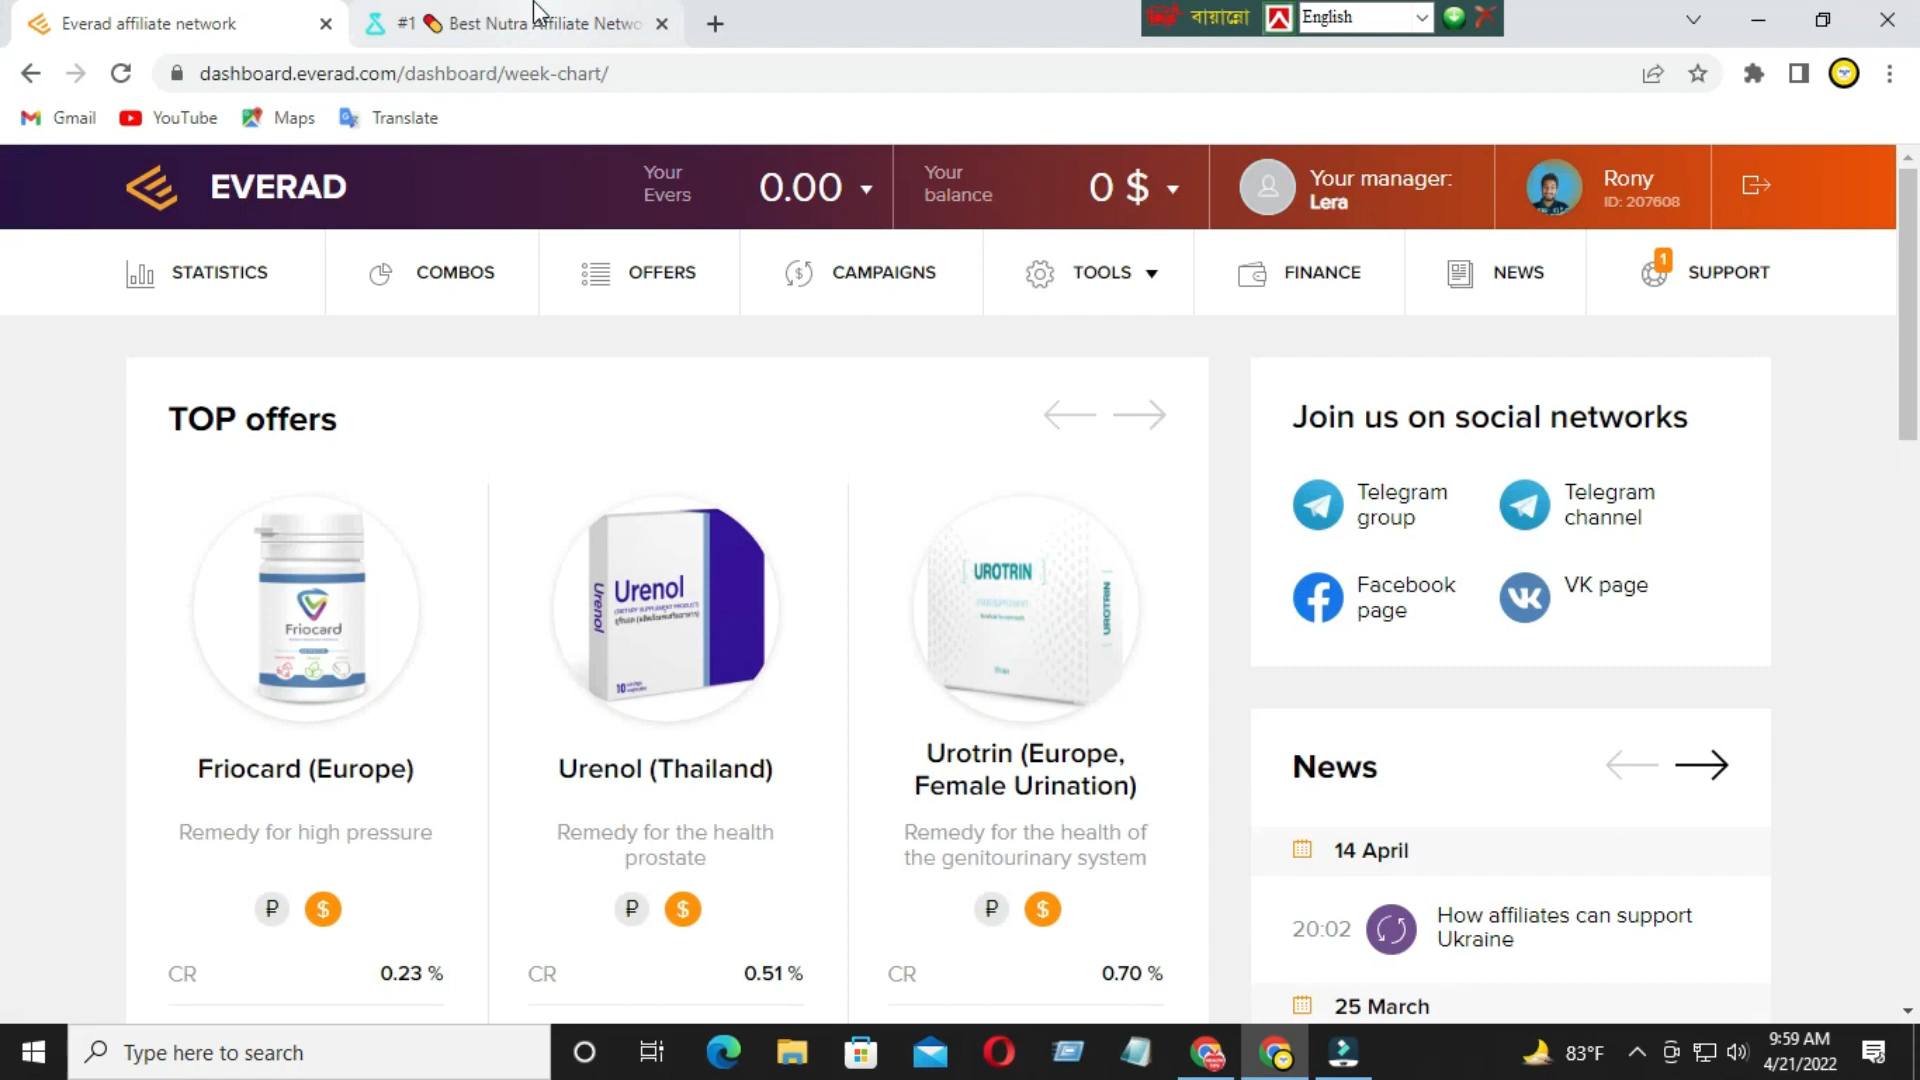 Everad affiliate network
#1 💊 Best Nutra Affiliate Netwo
বায়ান্নো
English
dashboard.everad.com/dashboard/week-chart/
Gmail
YouTube
Maps
Translate
EVERAD
Your Evers
0.00
Your balance
0 $
Your manager:
Lera
Rony
ID: 207608
STATISTICS
COMBOS
OFFERS
CAMPAIGNS
TOOLS
FINANCE
NEWS
1
SUPPORT
TOP offers
Friocard
Urenol
Urenol
10
UROTRIN
UROTRIN
Friocard (Europe)
Remedy for high pressure
₽ $
CR 0.23 %
Urenol (Thailand)
Remedy for the health
prostate
₽ $
CR 0.51 %
Urotrin (Europe,
Female Urination)
Remedy for the health of
the genitourinary system
₽ $
CR 0.70 %
Join us on social networks
Telegram
group
Telegram
channel
Facebook
page
VK page
News
14 April
20:02
How affiliates can support
Ukraine
25 March
Type here to search
83°F
9:59 AM
4/21/2022